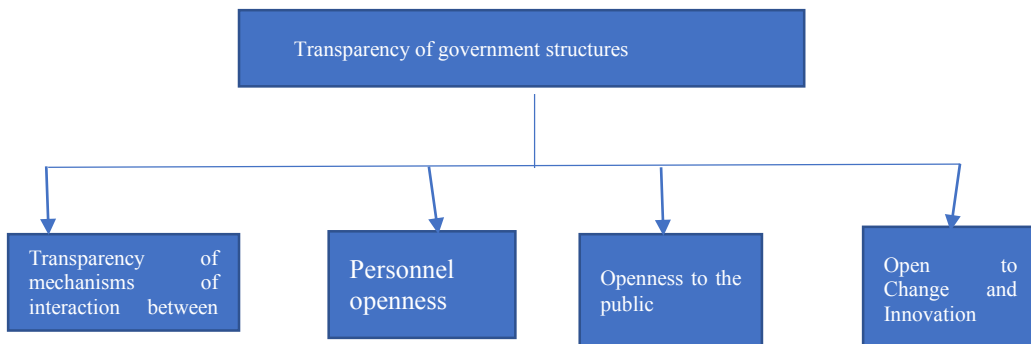 Transparency of government structures
Transparency of
mechanisms of
interaction between
Personnel
openness
Openness to the
public
Open to
Change and
Innovation